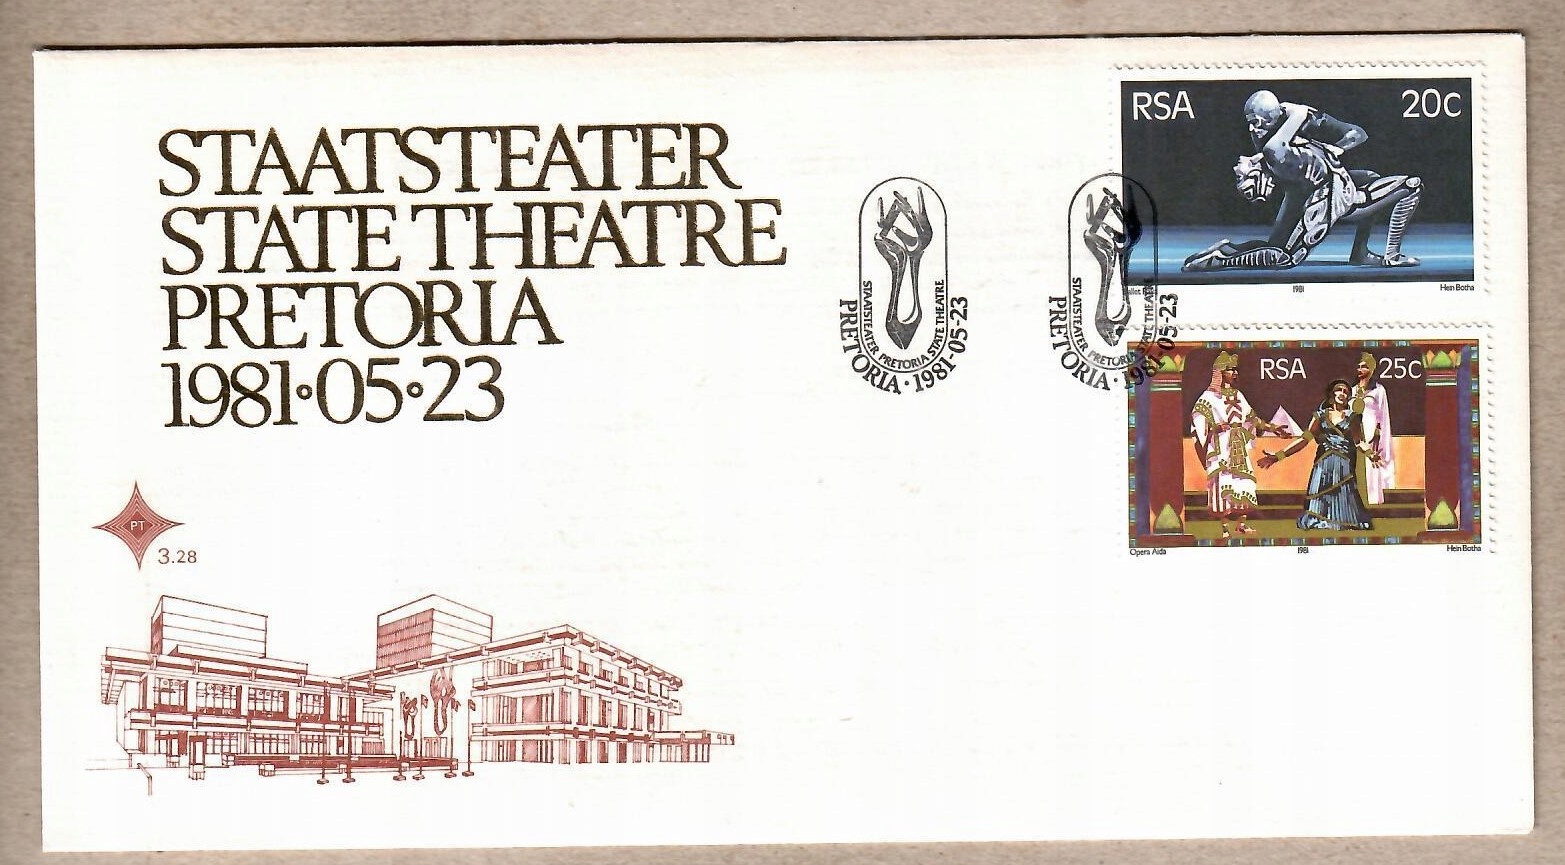 STAATSTEATER
STATE THEATRE
PRETORIA
1981·05·23
PT
3.28
STAATSTEATER PRETORIA STATE THEATRE
PRETORIA · 1981-05-23
STAATSTEATER PRETORIA STATE THEATRE
PRETORIA · 1981-05-23
RSA 20c
1981 Hein Botha
RSA 25c
Opera Aida 1981 Hein Botha